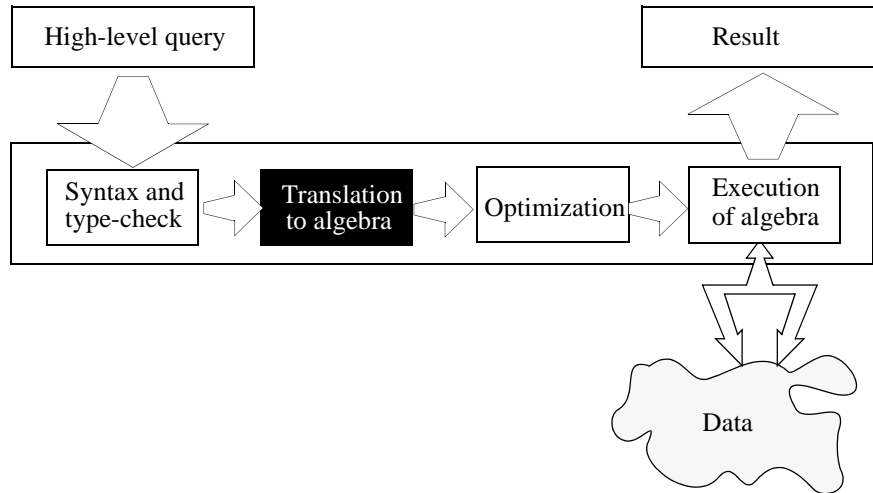 High-level query
Result
Syntax and
type-check
Translation
to algebra
Optimization
Execution
of algebra
Data